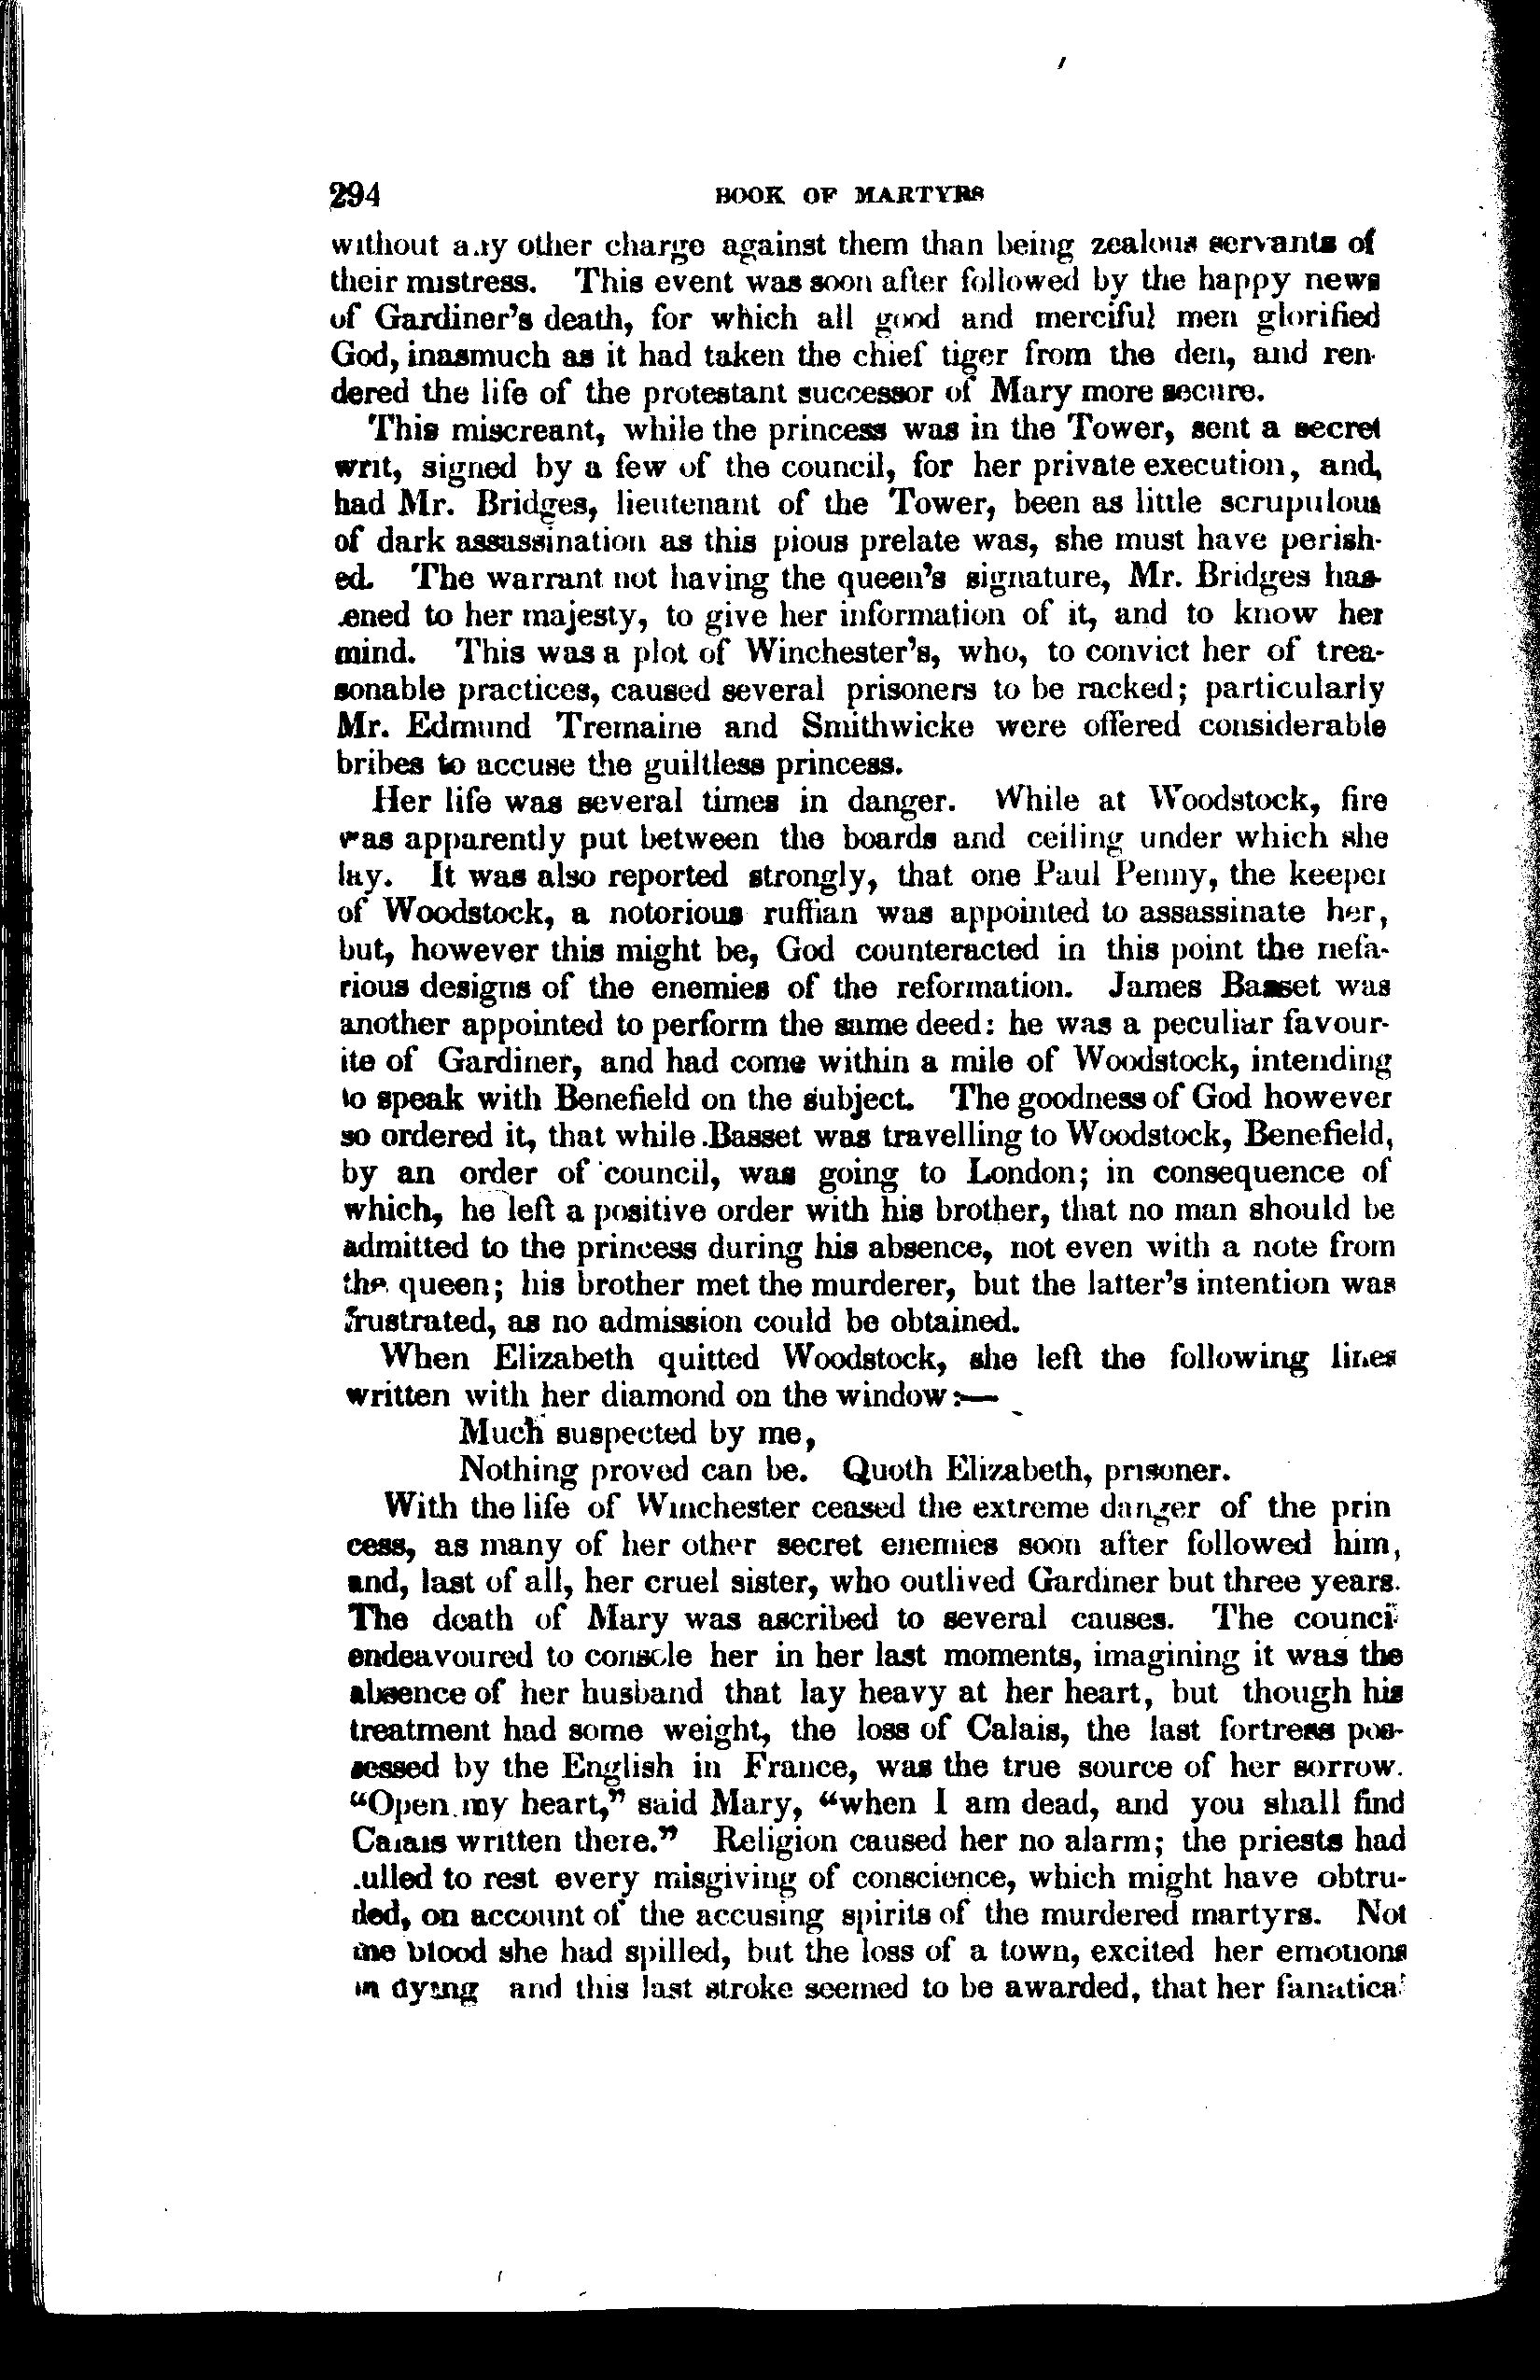 294 BOOK OF MARTYRS
without any other charge against them than being zealous servants of
their mistress. This event was soon after followed by the happy news
of Gardiner's death, for which all good and merciful men glorified
God, inasmuch as it had taken the chief tiger from the den, and ren-
dered the life of the protestant successor of Mary more secure.
This miscreant, while the princess was in the Tower, sent a secret
writ, signed by a few of the council, for her private execution, and,
had Mr. Bridges, lieutenant of the Tower, been as little scrupulous
of dark assassination as this pious prelate was, she must have perish-
ed. The warrant not having the queen's signature, Mr. Bridges has-
tened to her majesty, to give her information of it, and to know her
mind. This was a plot of Winchester's, who, to convict her of trea-
sonable practices, caused several prisoners to be racked; particularly
Mr. Edmund Tremaine and Smithwicke were offered considerable
bribes to accuse the guiltless princess.
Her life was several times in danger. While at Woodstock, fire
was apparently put between the boards and ceiling under which she
lay. It was also reported strongly, that one Paul Penny, the keeper
of Woodstock, a notorious ruffian was appointed to assassinate her,
but, however this might be, God counteracted in this point the nefa-
rious designs of the enemies of the reformation. James Basset was
another appointed to perform the same deed: he was a peculiar favour-
ite of Gardiner, and had come within a mile of Woodstock, intending
to speak with Benefield on the subject. The goodness of God however
so ordered it, that while Basset was travelling to Woodstock, Benefield,
by an order of council, was going to London; in consequence of
which, he left a positive order with his brother, that no man should be
admitted to the princess during his absence, not even with a note from
the queen; his brother met the murderer, but the latter's intention was
frustrated, as no admission could be obtained.
When Elizabeth quitted Woodstock, she left the following lines
written with her diamond on the window:—
Much suspected by me,
Nothing proved can be. Quoth Elizabeth, prisoner.
With the life of Winchester ceased the extreme danger of the prin
cess, as many of her other secret enemies soon after followed him,
and, last of all, her cruel sister, who outlived Gardiner but three years.
The death of Mary was ascribed to several causes. The council
endeavoured to console her in her last moments, imagining it was the
absence of her husband that lay heavy at her heart, but though his
treatment had some weight, the loss of Calais, the last fortress pos-
sessed by the English in France, was the true source of her sorrow.
"Open my heart," said Mary, "when I am dead, and you shall find
Calais written there." Religion caused her no alarm; the priests had
lulled to rest every misgiving of conscience, which might have obtru-
ded, on account of the accusing spirits of the murdered martyrs. Not
the blood she had spilled, but the loss of a town, excited her emotions
in dying and this last stroke seemed to be awarded, that her fanatical